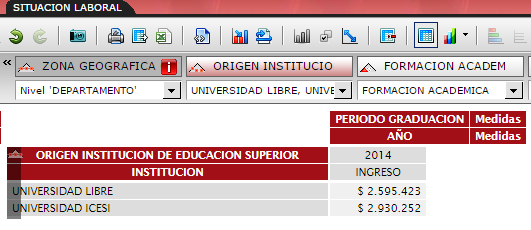 SITUACION LABORAL
ZONA GEOGRAFICA
ORIGEN INSTITUCIO
FORMACION ACADEM
Nivel 'DEPARTAMENTO'
UNIVERSIDAD LIBRE, UNIVE
FORMACION ACADEMICA
PERIODO GRADUACION Medidas
AÑO Medidas
ORIGEN INSTITUCION DE EDUCACION SUPERIOR 2014
INSTITUCION INGRESO
UNIVERSIDAD LIBRE $ 2.595.423
UNIVERSIDAD ICESI $ 2.930.252